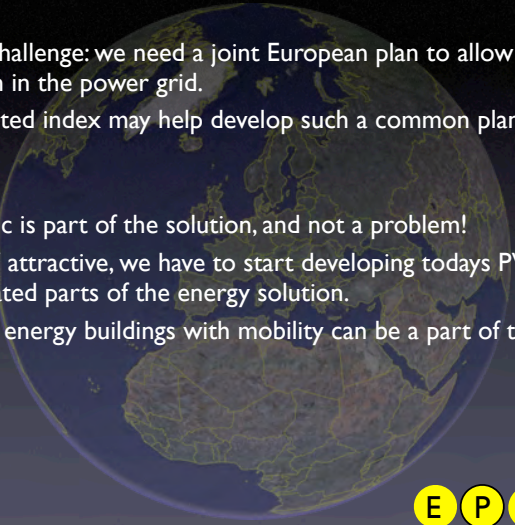 hallenge: we need a joint European plan to allow
in the power grid.
ted index may help develop such a common plan
c is part of the solution, and not a problem!
attractive, we have to start developing todays
ated parts of the energy solution.
energy buildings with mobility can be a part of
E P